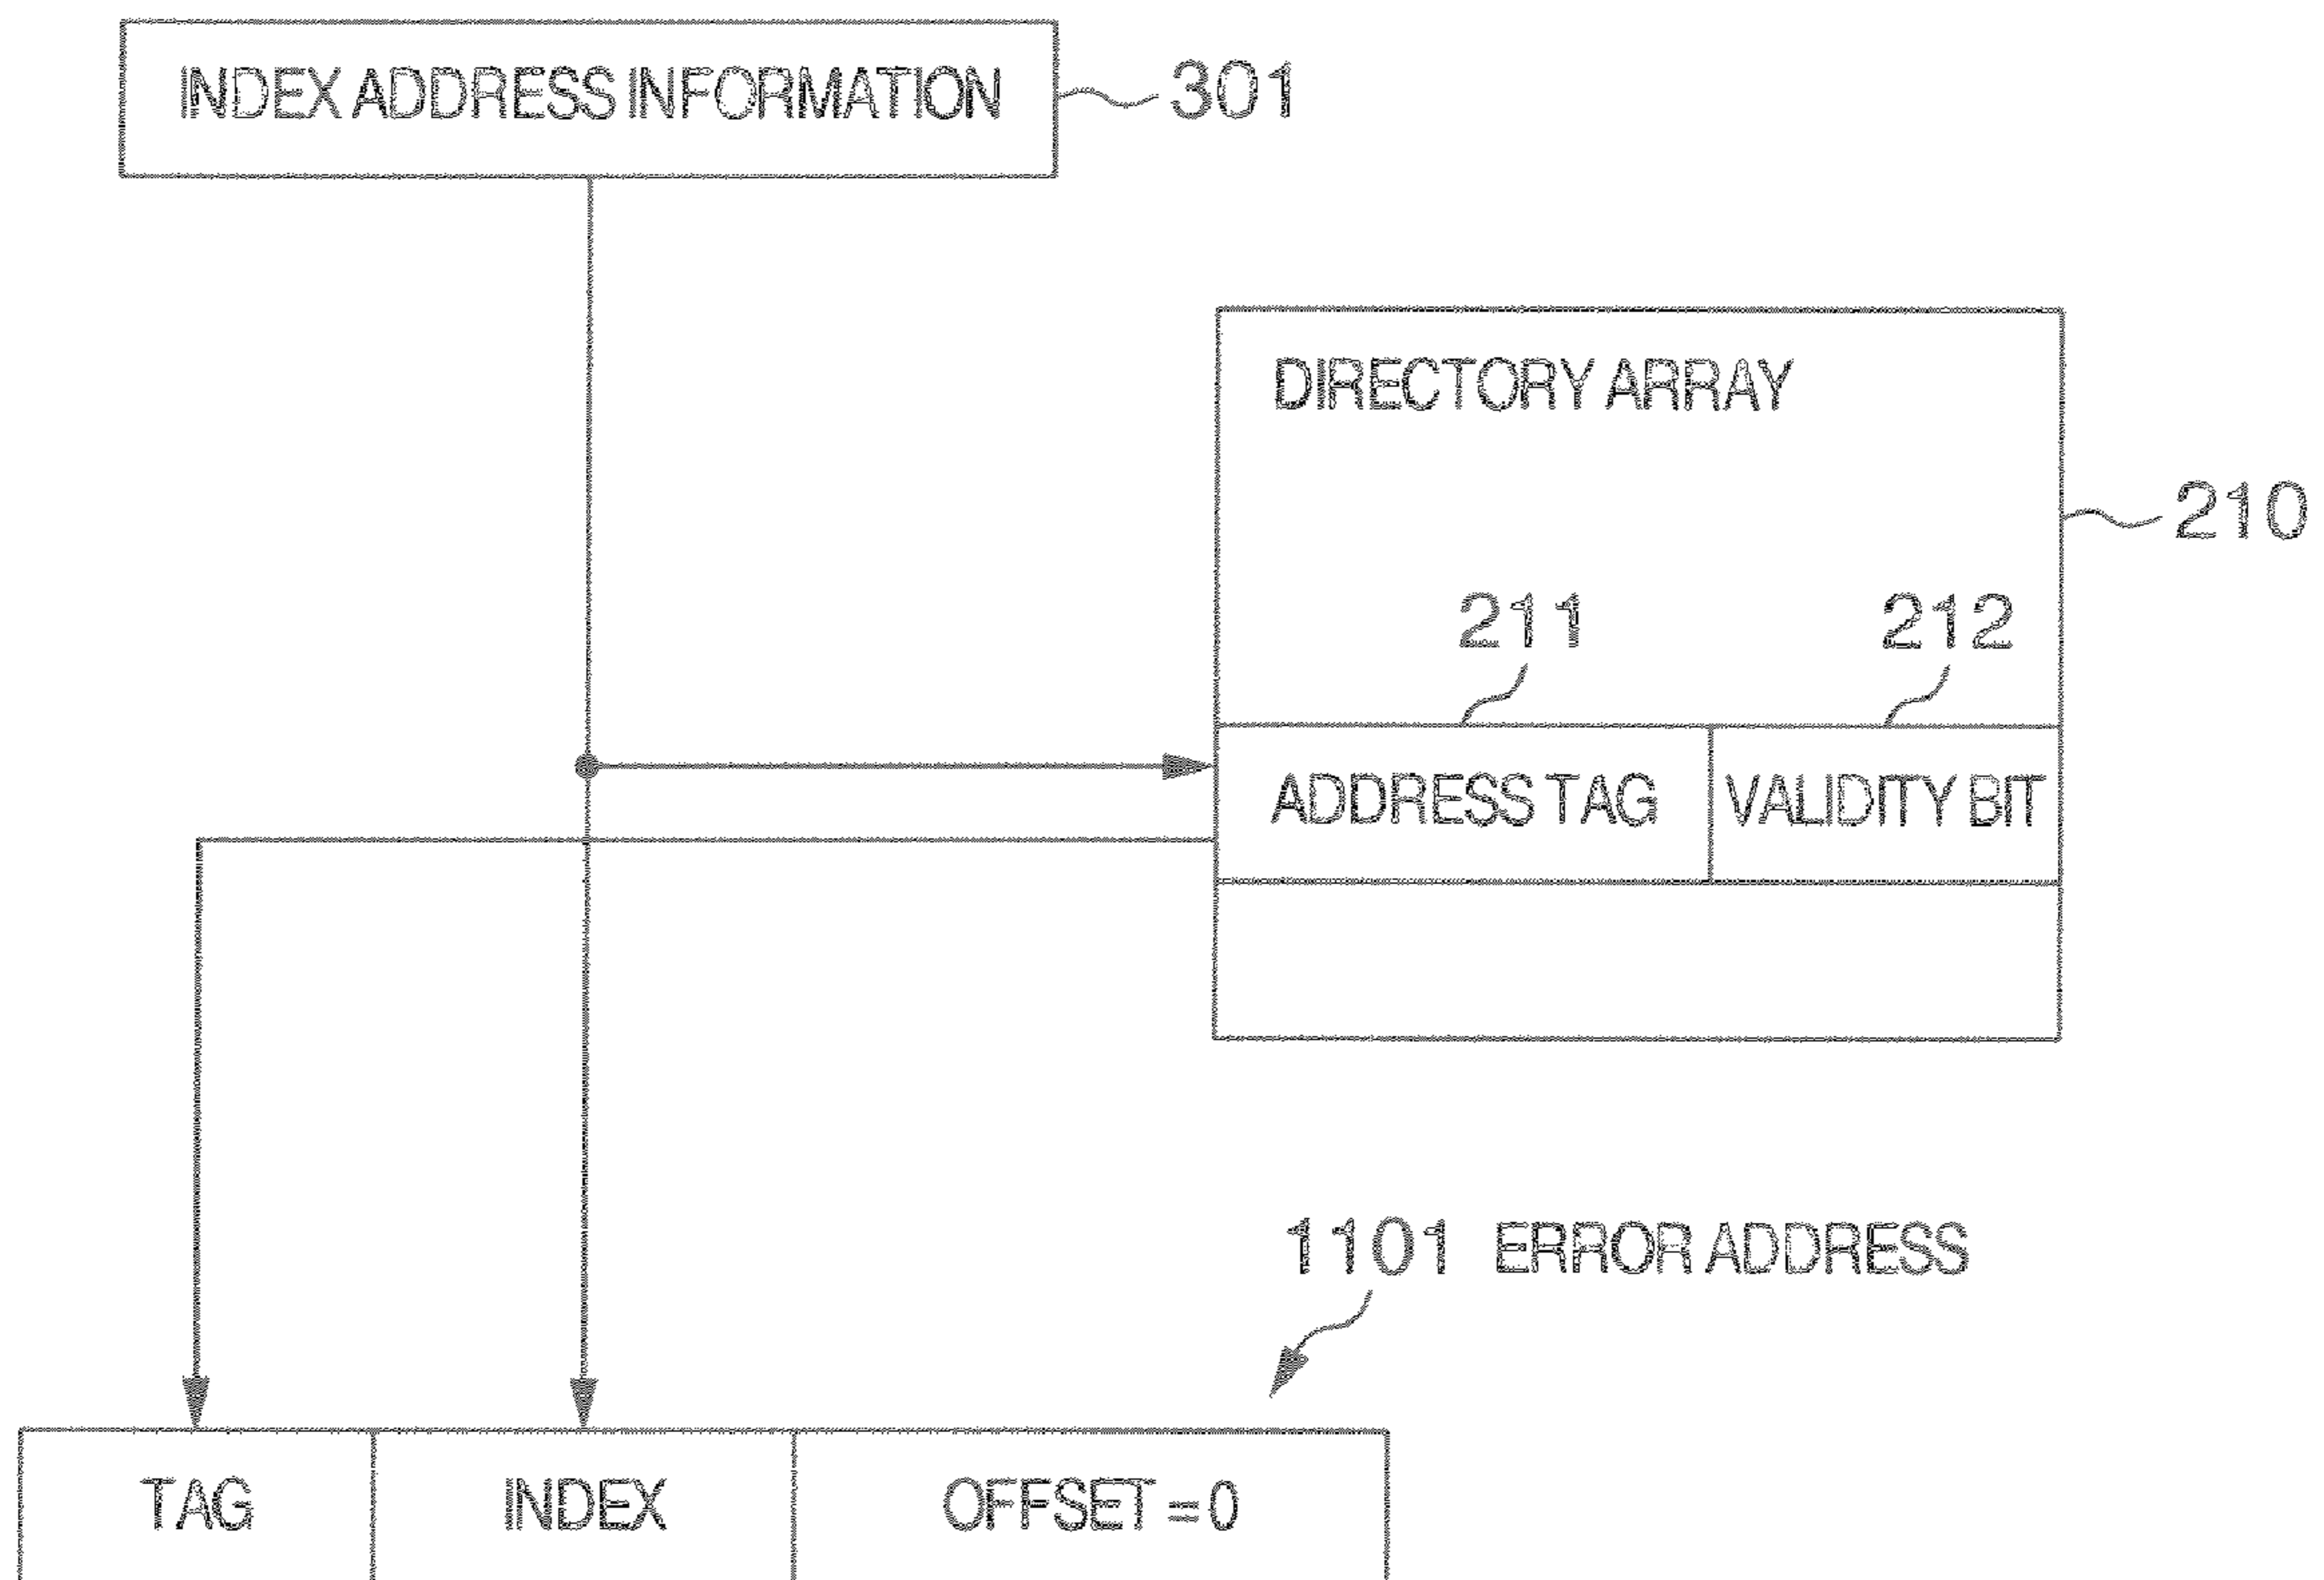 INDEX ADDRESS INFORMATION 301
DIRECTORY ARRAY
210
211 212
ADDRESS TAG VALIDITY BIT
1101 ERROR ADDRESS
TAG INDEX OFFSET = 0